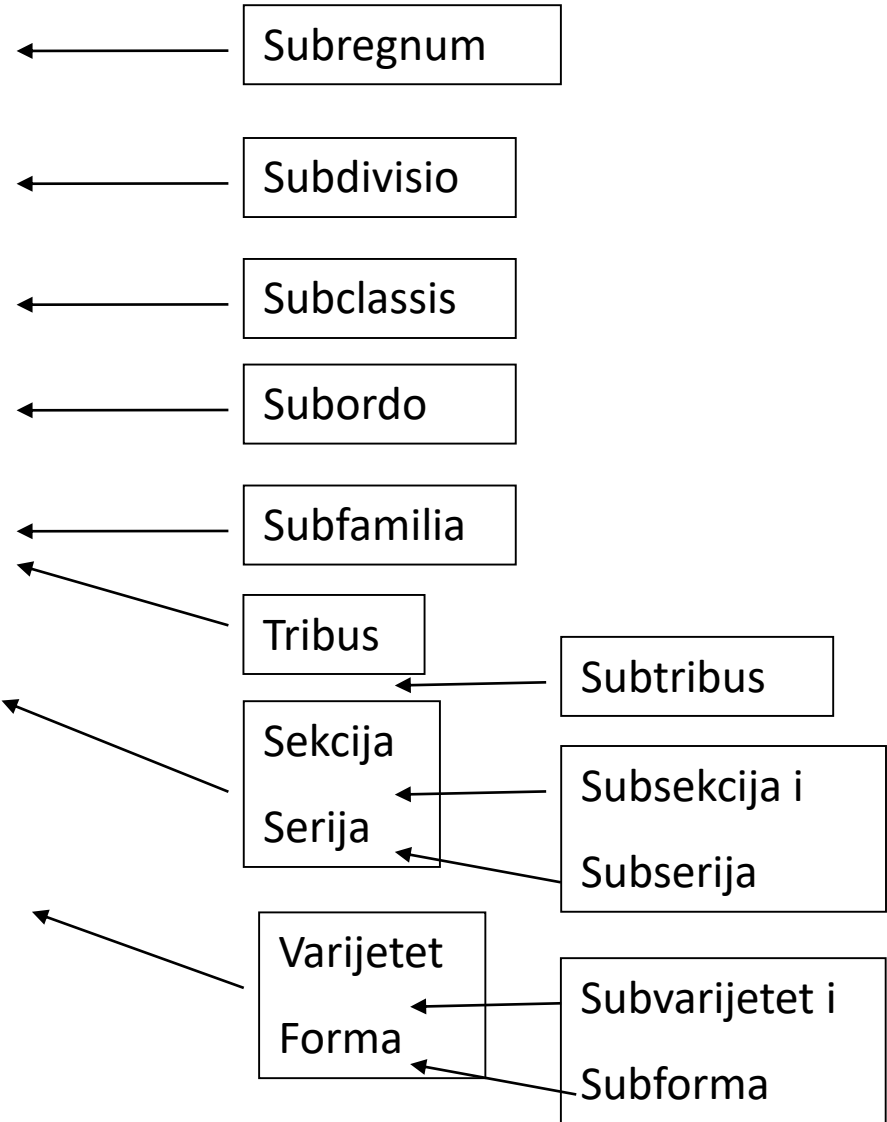 Subregnum
Subdivisio
Subclassis
Subordo
Subfamilia
Tribus
Subtribus
Sekcija
Serija
Subsekcija i
Subserija
Varijetet
Forma
Subvarijetet i
Subforma